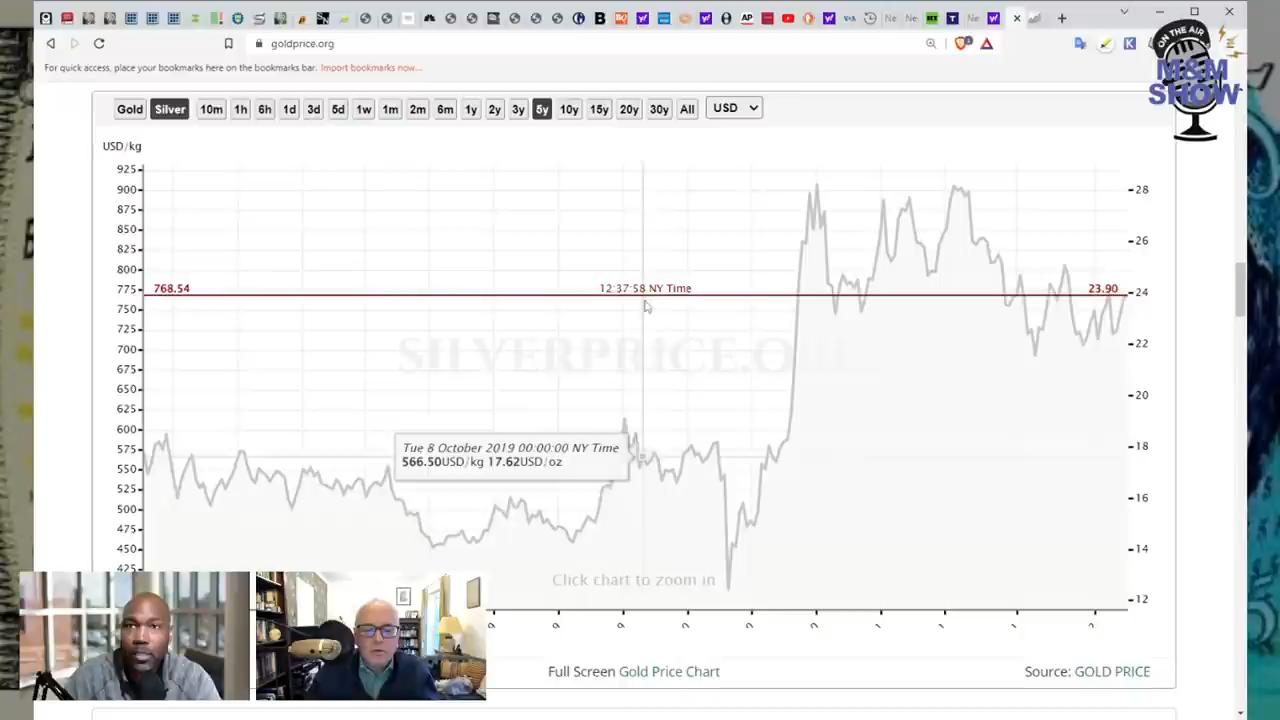 goldprice.org
For quick access, place your bookmarks here on the bookmarks bar. Import bookmarks now...
ON THE AIR
M&M
SHOW
Gold Silver 10m 1h 6h 1d 3d 5d 1w 1m 2m 6m 1y 2y 3y 5y 10y 15y 20y 30y All USD
USD/kg
925
900 28
875
850
825 26
800
775
768.54 12:37:58 NY Time 23.90
24
750
725
700 22
SILVERPRICE.O
675
650
625 20
600
575 18
Tue 8 October 2019 00:00:00 NY Time
566.50USD/kg 17.62USD/oz
550
525
500 16
475
450 14
425
Click chart to zoom in
12
Full Screen Gold Price Chart Source: GOLD PRICE